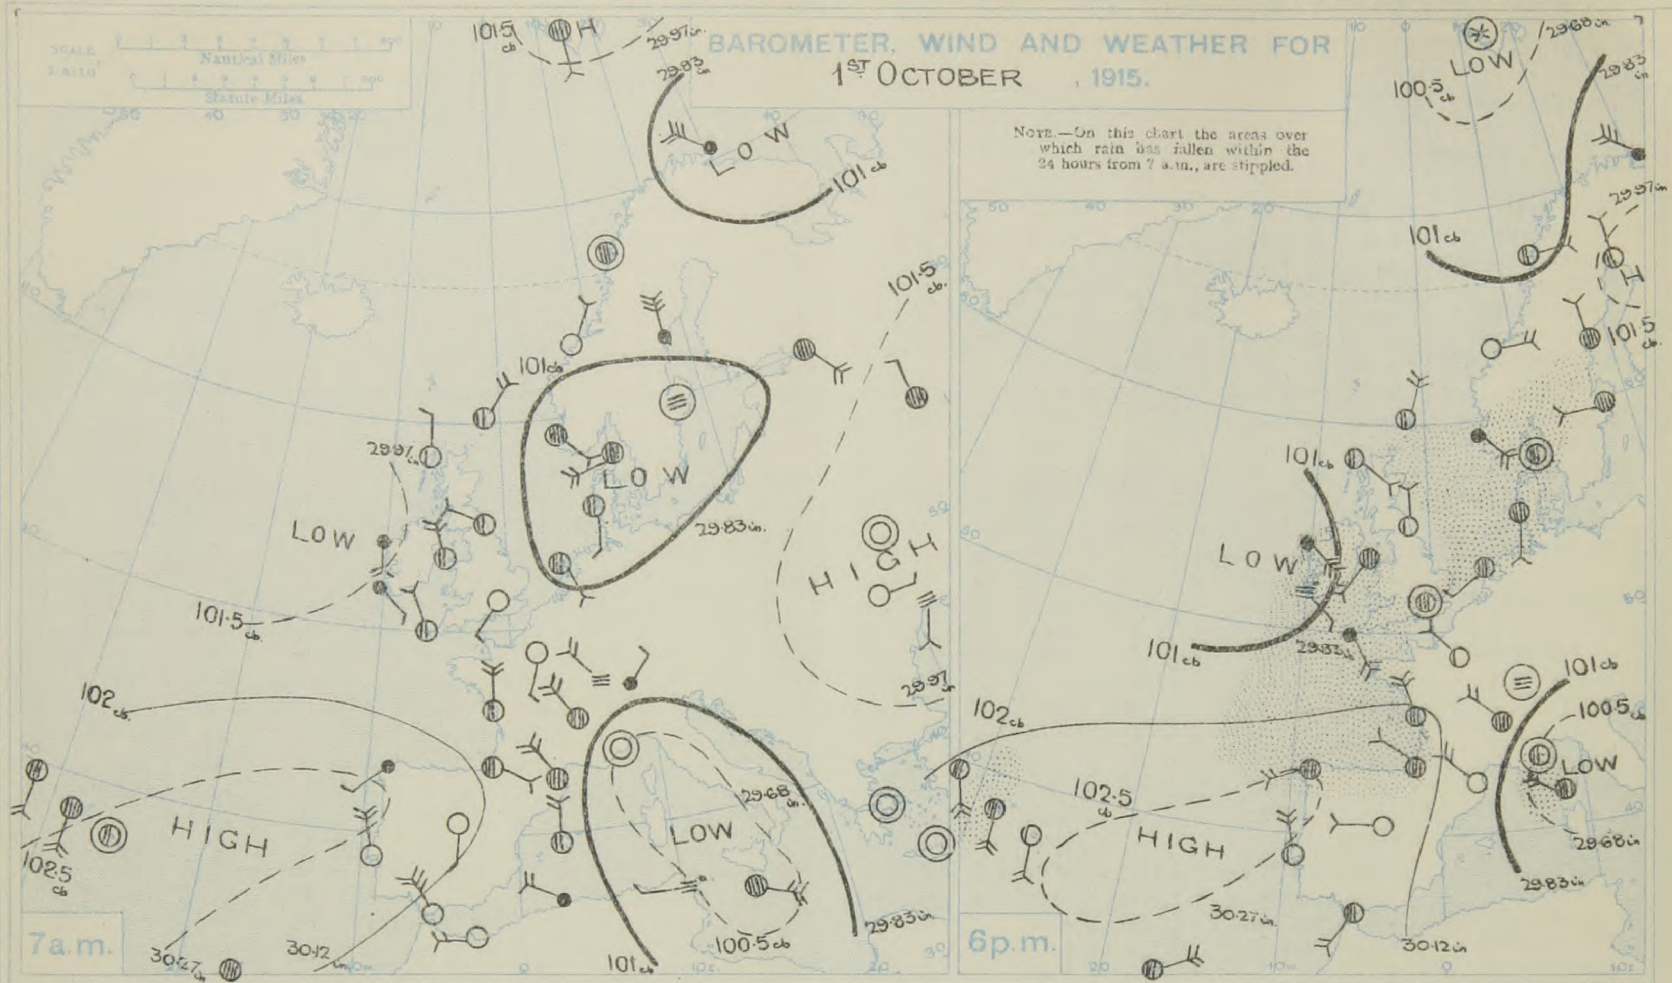 BAROMETER, WIND AND WEATHER FOR
1ST OCTOBER , 1915.
NOTE.—On this chart the areas over
which rain has fallen within the
24 hours from 7 a.m., are stippled.
SCALE
Nautical Miles
Statute Miles
101.5 cb
H
29.97 in.
29.83 in
LOW
101 cb
101.5 cb.
101 cb
29.97 in
LOW
LOW
29.83 in.
HIGH
101.5 cb.
29.97 in
102 cb.
HIGH
102.5 cb
30.27 in
30.12 in
29.68 in.
LOW
100.5 cb
101 cb
29.83 in
7a.m.
LOW
100.5 cb
29.68 in
29.83 in
29.97 in
101 cb
H
101.5 cb.
101 cb
LOW
101 cb
29.83 in
102 cb
101 cb
100.5 cb
LOW
102.5 cb
HIGH
29.68 in
29.83 in
30.27 in.
30.12 in
6p.m.